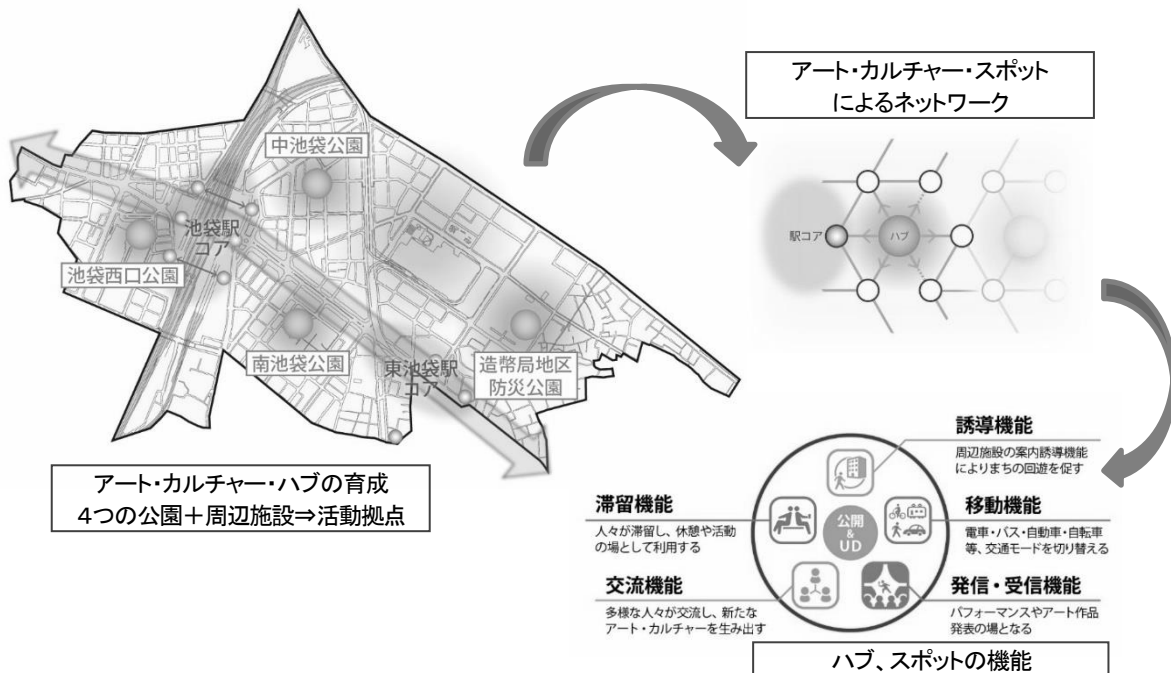 中池袋公園
池袋駅
コア
池袋西口公園
南池袋公園
東池袋駅
コア
造幣局地区
防災公園
アート・カルチャー・ハブの育成
4つの公園＋周辺施設⇒活動拠点
アート・カルチャー・スポット
によるネットワーク
駅コア
ハブ
誘導機能
周辺施設の案内誘導機能
によりまちの回遊を促す
滞留機能
人々が滞留し、休憩や活動
の場として利用する
移動機能
電車・バス・自動車・自転車
等、交通モードを切り替える
公開
&
UD
交流機能
多様な人々が交流し、新たな
アート・カルチャーを生み出す
発信・受信機能
パフォーマンスやアート作品
発表の場となる
ハブ、スポットの機能